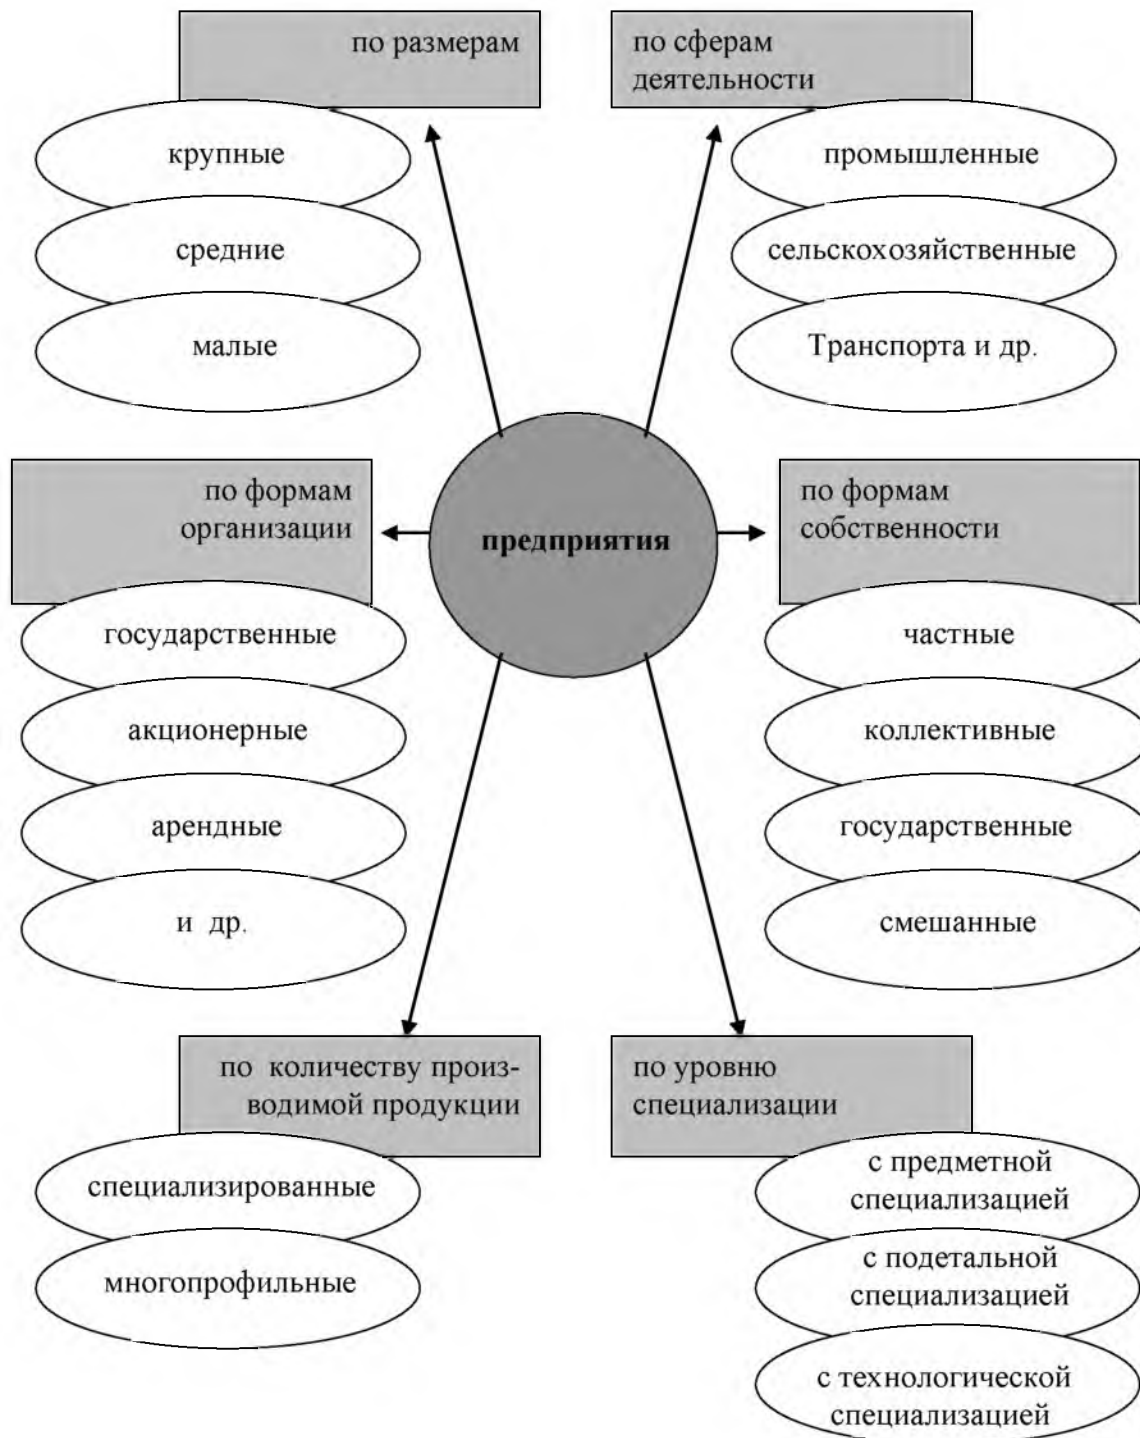 по размерам
крупные
средние
малые
по сферам
деятельности
промышленные
сельскохозяйственные
Транспорта и др.
предприятия
по формам
организации
государственные
акционерные
арендные
и др.
по формам
собственности
частные
коллективные
государственные
смешанные
по количеству произ-
водимой продукции
специализированные
многопрофильные
по уровню
специализации
с предметной
специализацией
с подетальной
специализацией
с технологической
специализацией